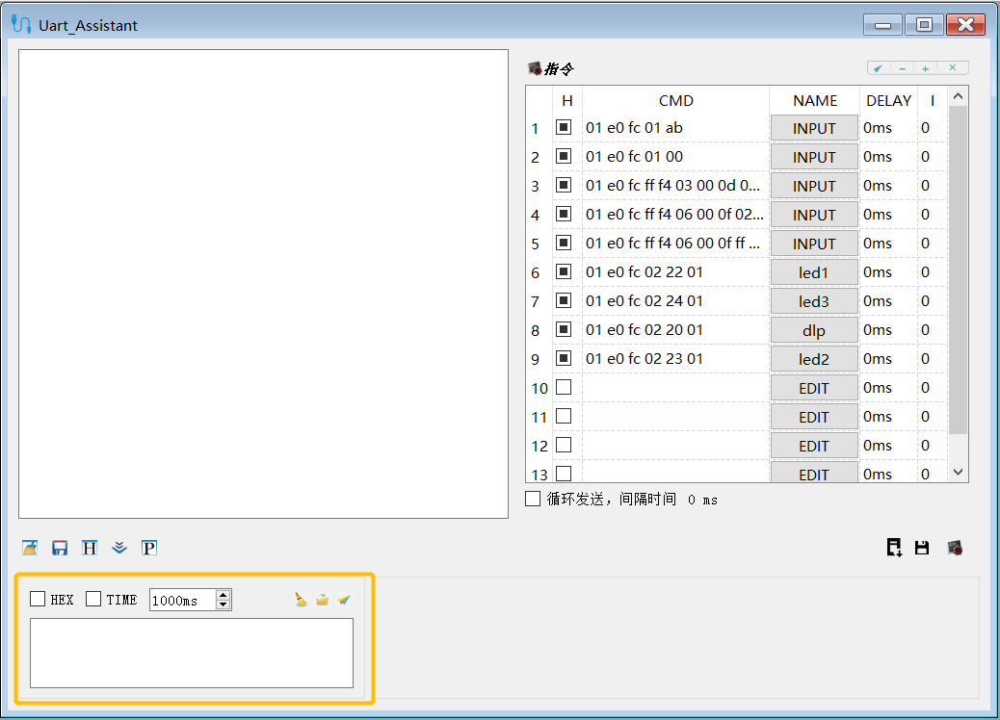 Uart_Assistant
指令
H CMD NAME DELAY I
1 01 e0 fc 01 ab INPUT 0ms 0
2 01 e0 fc 01 00 INPUT 0ms 0
3 01 e0 fc ff f4 03 00 0d 0... INPUT 0ms 0
4 01 e0 fc ff f4 06 00 0f 02... INPUT 0ms 0
5 01 e0 fc ff f4 06 00 0f ff ... INPUT 0ms 0
6 01 e0 fc 02 22 01 led1 0ms 0
7 01 e0 fc 02 24 01 led3 0ms 0
8 01 e0 fc 02 20 01 dlp 0ms 0
9 01 e0 fc 02 23 01 led2 0ms 0
10 EDIT 0ms 0
11 EDIT 0ms 0
12 EDIT 0ms 0
13 EDIT 0ms 0
循环发送，间隔时间 0 ms
H P
HEX TIME 1000ms